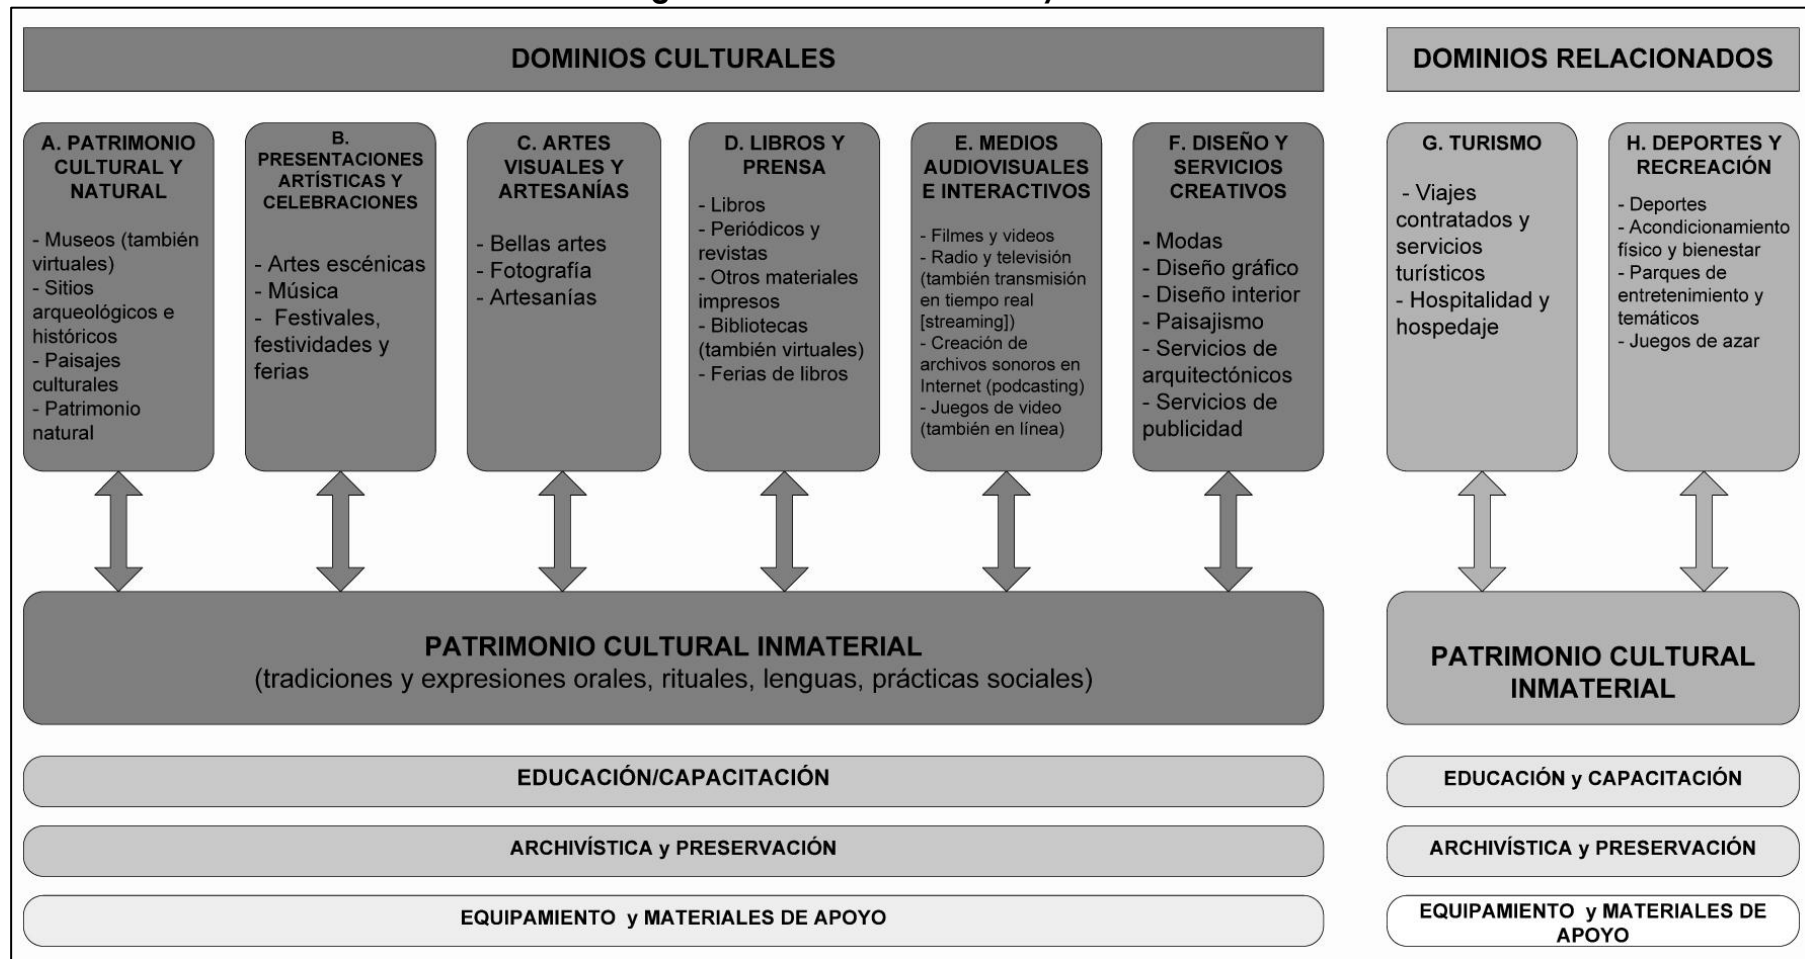 DOMINIOS CULTURALES
DOMINIOS RELACIONADOS
A. PATRIMONIO
CULTURAL Y
NATURAL
- Museos (también
virtuales)
- Sitios
arqueológicos e
históricos
- Paisajes
culturales
- Patrimonio
natural
B.
PRESENTACIONES
ARTÍSTICAS Y
CELEBRACIONES
- Artes escénicas
- Música
- Festivales,
festividades y
ferias
C. ARTES
VISUALES Y
ARTESANÍAS
- Bellas artes
- Fotografía
- Artesanías
D. LIBROS Y
PRENSA
- Libros
- Periódicos y
revistas
- Otros materiales
impresos
- Bibliotecas
(también virtuales)
- Ferias de libros
E. MEDIOS
AUDIOVISUALES
E INTERACTIVOS
- Filmes y videos
- Radio y televisión
(también transmisión
en tiempo real
[streaming])
- Creación de
archivos sonoros en
Internet (podcasting)
- Juegos de video
(también en línea)
F. DISEÑO Y
SERVICIOS
CREATIVOS
- Modas
- Diseño gráfico
- Diseño interior
- Paisajismo
- Servicios de
arquitectónicos
- Servicios de
publicidad
G. TURISMO
- Viajes
contratados y
servicios
turísticos
- Hospitalidad y
hospedaje
H. DEPORTES Y
RECREACIÓN
- Deportes
- Acondicionamiento
físico y bienestar
- Parques de
entretenimiento y
temáticos
- Juegos de azar
PATRIMONIO CULTURAL INMATERIAL
(tradiciones y expresiones orales, rituales, lenguas, prácticas sociales)
PATRIMONIO CULTURAL
INMATERIAL
EDUCACIÓN/CAPACITACIÓN
EDUCACIÓN y CAPACITACIÓN
ARCHIVÍSTICA y PRESERVACIÓN
ARCHIVÍSTICA y PRESERVACIÓN
EQUIPAMIENTO y MATERIALES DE APOYO
EQUIPAMIENTO y MATERIALES DE
APOYO